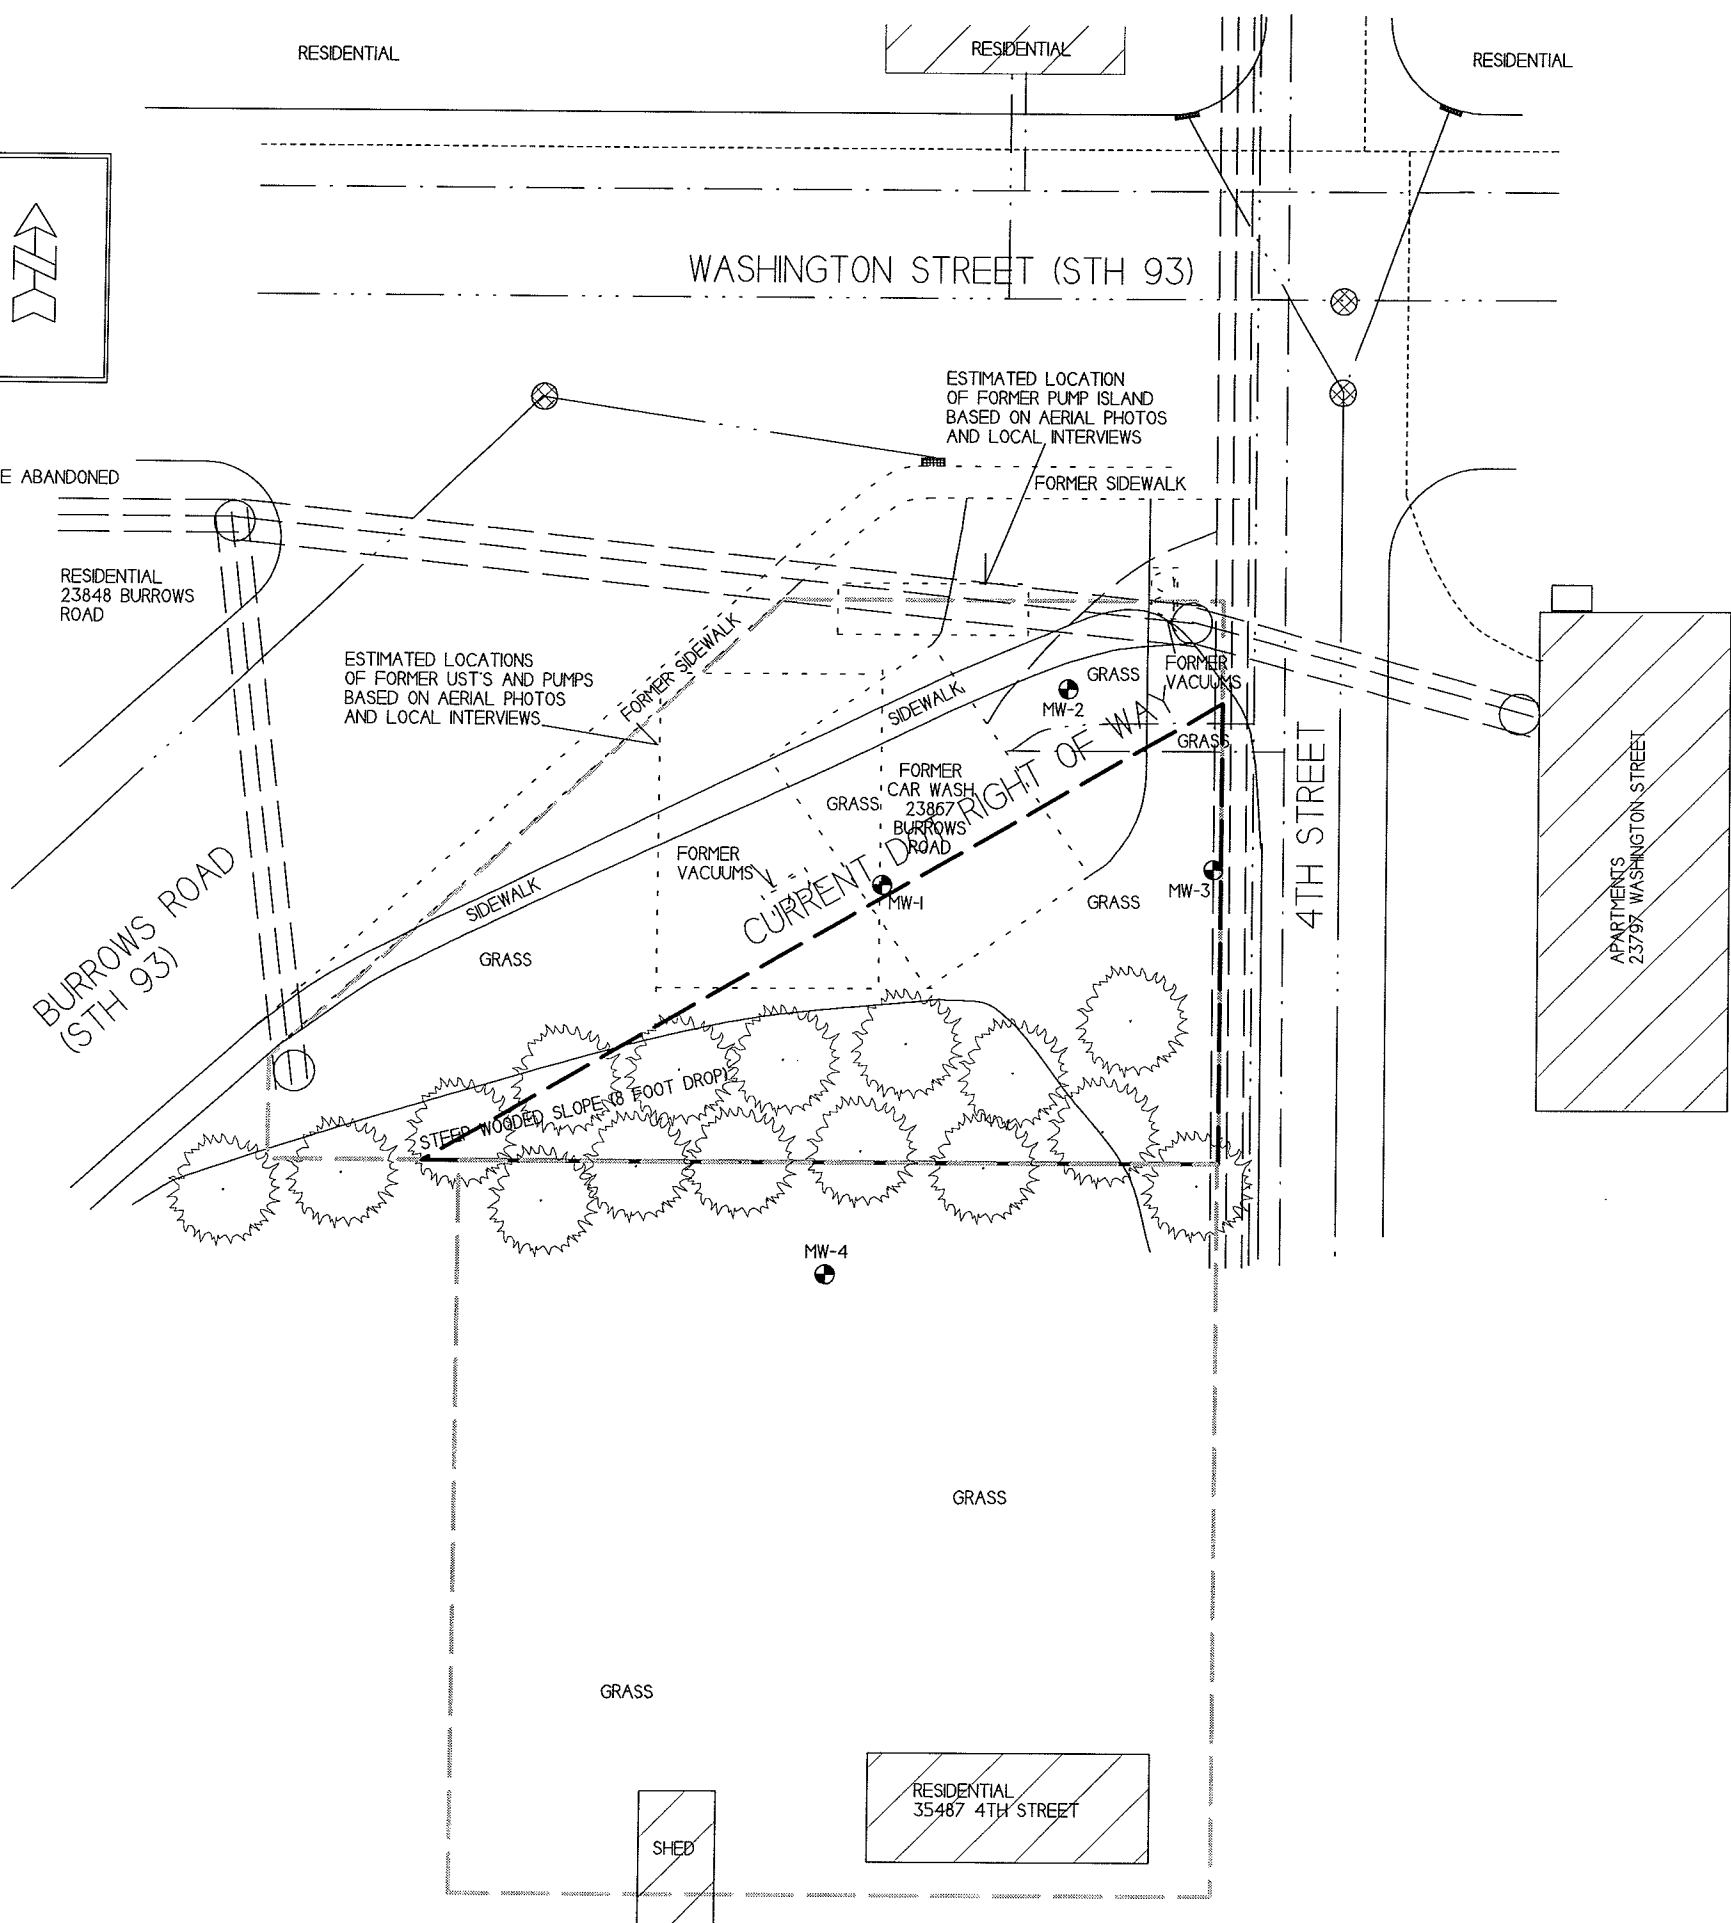 RESIDENTIAL
RESIDENTIAL
RESIDENTIAL
N
WASHINGTON STREET (STH 93)
ESTIMATED LOCATION
OF FORMER PUMP ISLAND
BASED ON AERIAL PHOTOS
AND LOCAL INTERVIEWS
E ABANDONED
FORMER SIDEWALK
RESIDENTIAL
23848 BURROWS
ROAD
ESTIMATED LOCATIONS
OF FORMER UST'S AND PUMPS
BASED ON AERIAL PHOTOS
AND LOCAL INTERVIEWS
FORMER SIDEWALK
SIDEWALK
GRASS
FORMER
VACUUMS
MW-2
GRASS
CURRENT DOT RIGHT OF WAY
FORMER
CAR WASH
23867
BURROWS
ROAD
GRASS
FORMER
VACUUMS
MW-1
MW-3
GRASS
4TH STREET
APARTMENTS
23797 WASHINGTON STREET
SIDEWALK
GRASS
BURROWS ROAD
(STH 93)
STEEP WOODED SLOPE (8 FOOT DROP)
MW-4
GRASS
GRASS
RESIDENTIAL
35487 4TH STREET
SHED